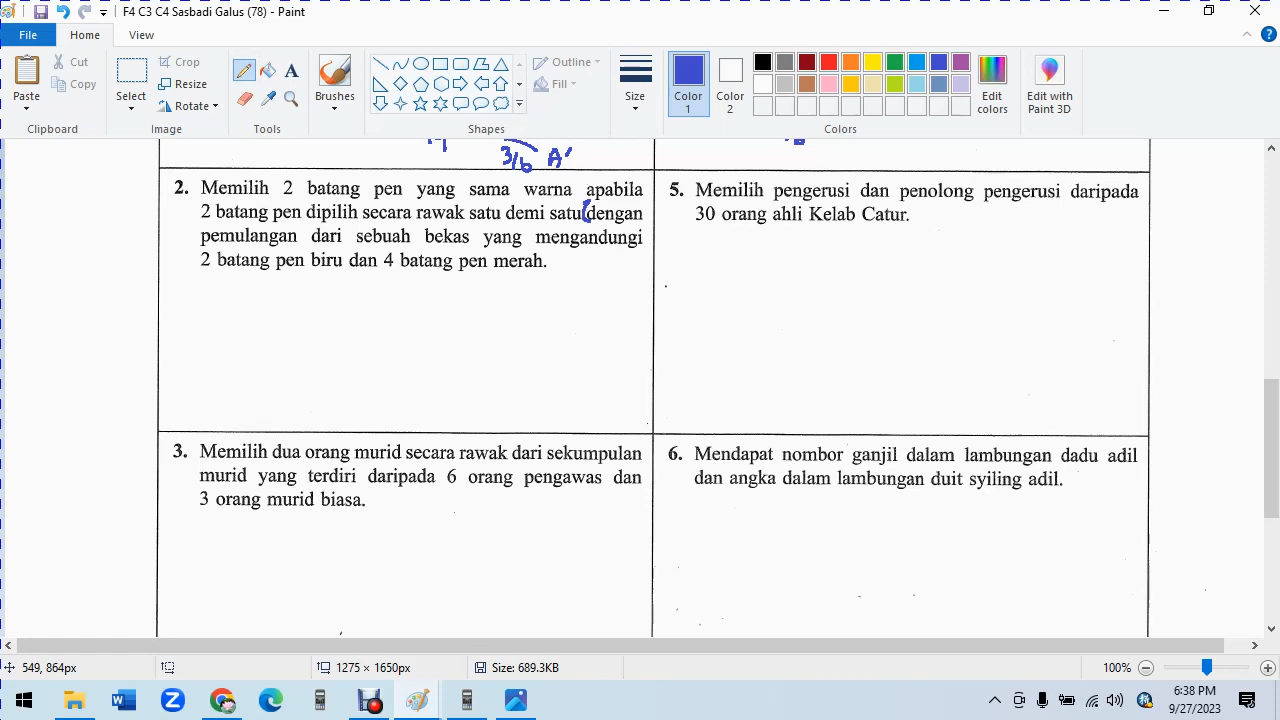 F4 C3 C4 Sasbadi Galus (78) - Paint
File
Home
View
Paste
Cut
Copy
Clipboard
Select
Crop
Resize
Rotate
Image
A
Tools
Brushes
Outline
Fill
Shapes
Size
Color 1
Color 2
Edit colors
Edit with Paint 3D
Colors
3/6 A'
2. Memilih 2 batang pen yang sama warna apabila
2 batang pen dipilih secara rawak satu demi satu (dengan
pemulangan dari sebuah bekas yang mengandungi
2 batang pen biru dan 4 batang pen merah.
3. Memilih dua orang murid secara rawak dari sekumpulan
murid yang terdiri daripada 6 orang pengawas dan
3 orang murid biasa.
5. Memilih pengerusi dan penolong pengerusi daripada
30 orang ahli Kelab Catur.
6. Mendapat nombor ganjil dalam lambungan dadu adil
dan angka dalam lambungan duit syiling adil.
549, 864px
1275 × 1650px
Size: 689.3KB
100%
6:38 PM
9/27/2023